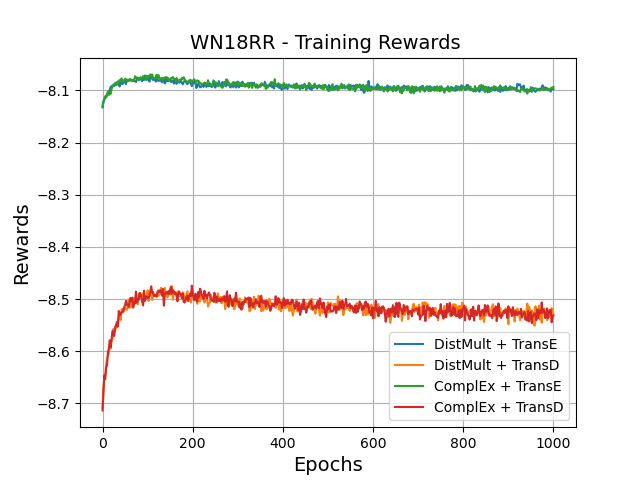 WN18RR - Training Rewards
Rewards
−8.1
−8.2
−8.3
−8.4
−8.5
−8.6
−8.7
DistMult + TransE
DistMult + TransD
ComplEx + TransE
ComplEx + TransD
0
200
400
600
800
1000
Epochs